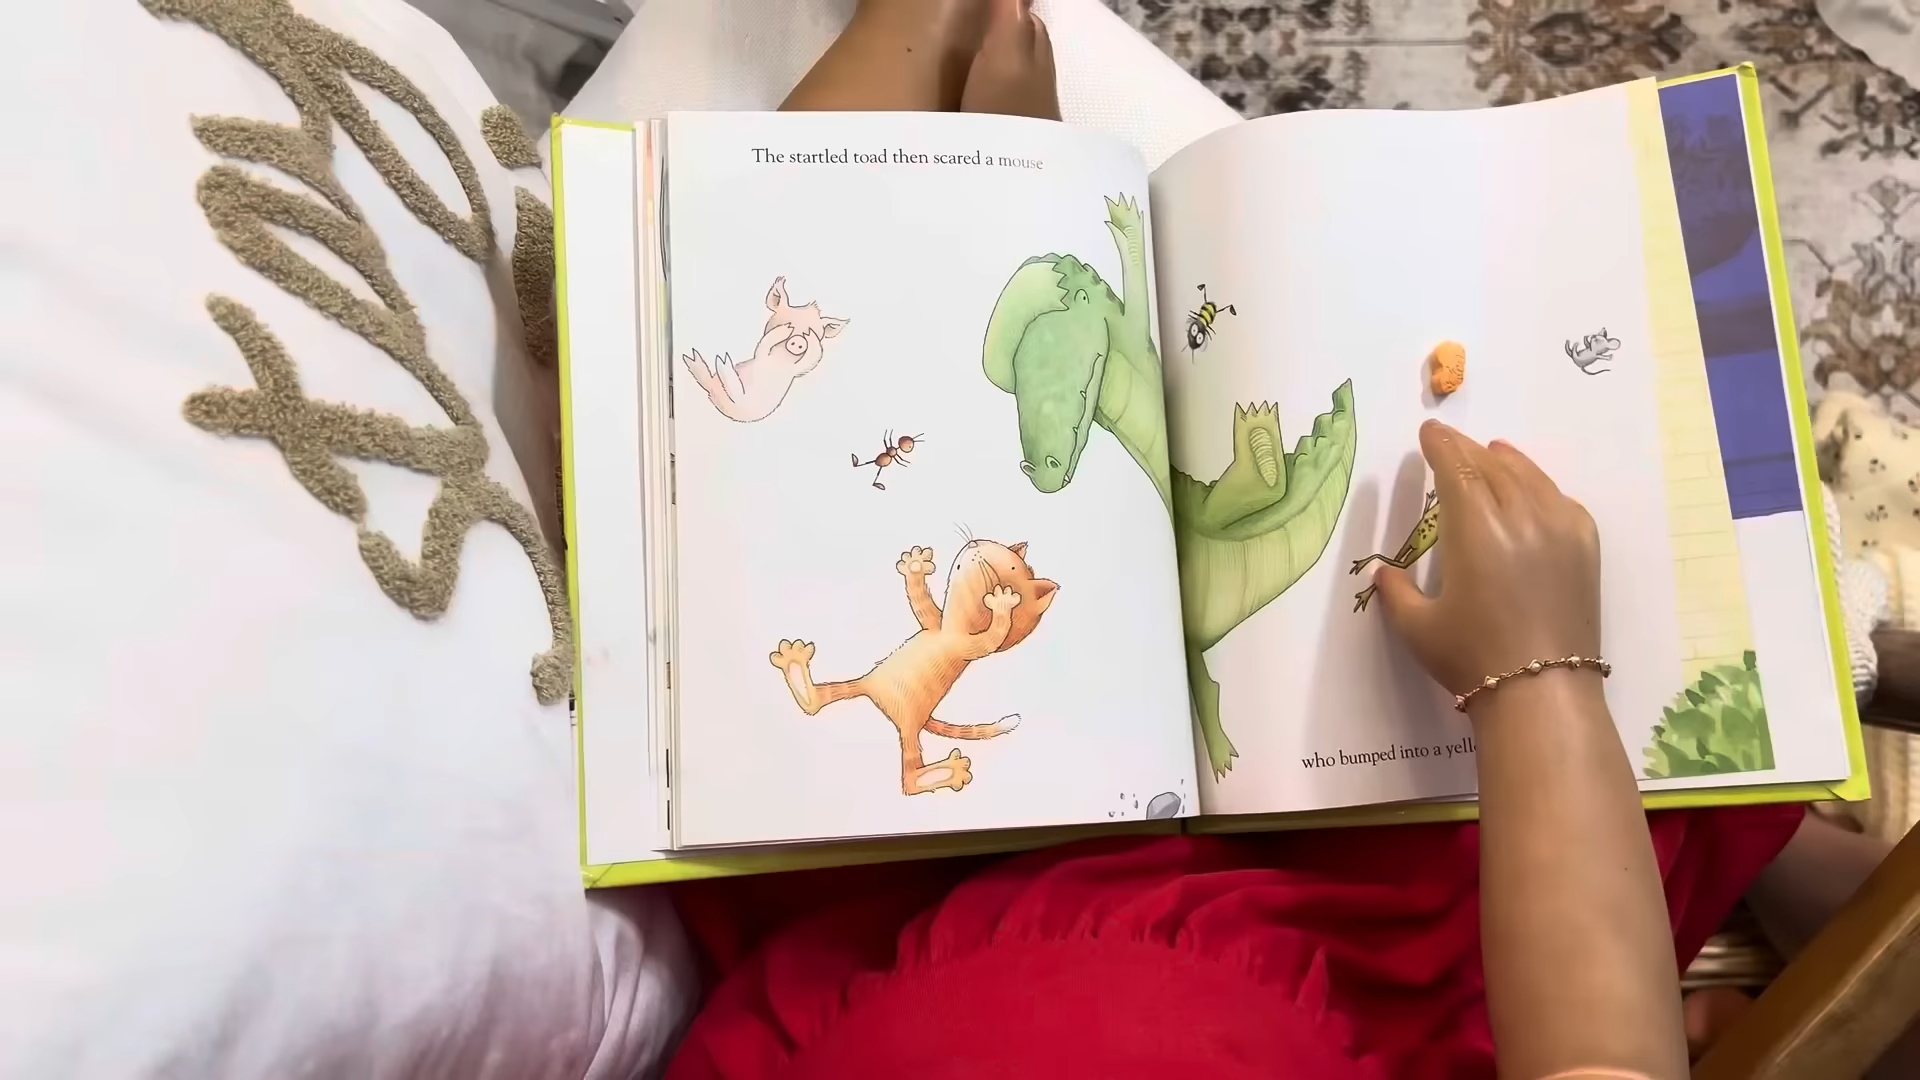 The startled toad then scared a mouse
who bumped into a